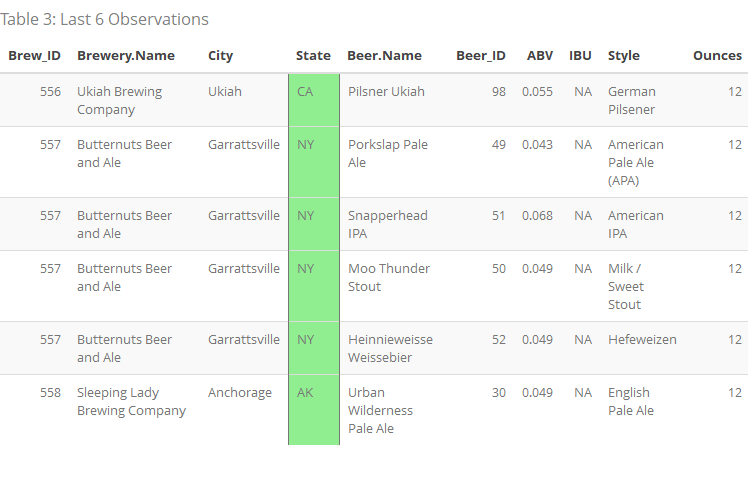 Table 3: Last 6 Observations
Brew_ID Brewery.Name City State Beer.Name Beer_ID ABV IBU Style Ounces
556 Ukiah Brewing Ukiah CA Pilsner Ukiah 98 0.055 NA German 12
Company Pilsener
557 Butternuts Beer Garrattsville NY Porkslap Pale 49 0.043 NA American 12
and Ale Ale Pale Ale
(APA)
557 Butternuts Beer Garrattsville NY Snapperhead 51 0.068 NA American 12
and Ale IPA IPA
557 Butternuts Beer Garrattsville NY Moo Thunder 50 0.049 NA Milk / 12
and Ale Stout Sweet
Stout
557 Butternuts Beer Garrattsville NY Heinnieweisse 52 0.049 NA Hefeweizen 12
and Ale Weissebier
558 Sleeping Lady Anchorage AK Urban 30 0.049 NA English 12
Brewing Company Wilderness Pale Ale
Pale Ale